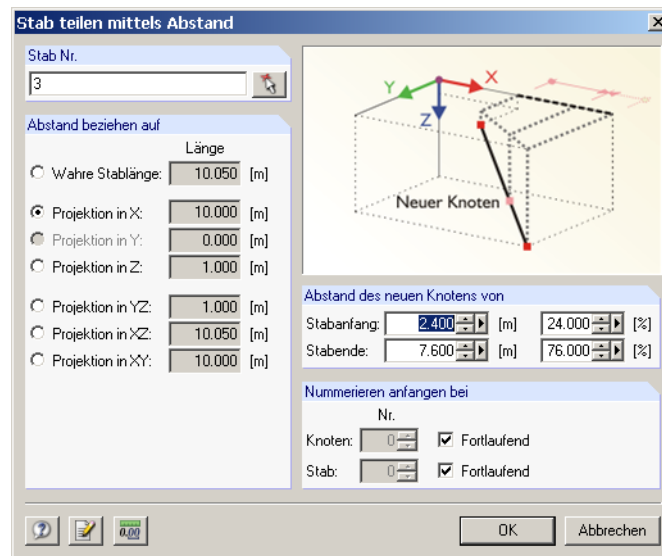 Stab teilen mittels Abstand
Stab Nr.
3
Abstand beziehen auf
Länge
Wahre Stablänge: 10.050 [m]
Projektion in X: 10.000 [m]
Projektion in Y: 0.000 [m]
Projektion in Z: 1.000 [m]
Projektion in YZ: 1.000 [m]
Projektion in XZ: 10.050 [m]
Projektion in XY: 10.000 [m]
Y X
Z
Neuer Knoten
Abstand des neuen Knotens von
Stabanfang: 2.400 [m] 24.000 [%]
Stabende: 7.600 [m] 76.000 [%]
Nummerieren anfangen bei
Nr.
Knoten: 0 Fortlaufend
Stab: 0 Fortlaufend
0.00
OK Abbrechen